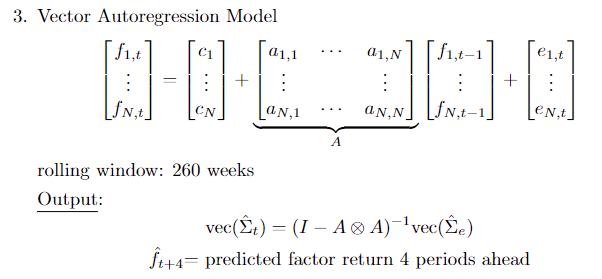 3. Vector Autoregression Model
[f_{1,t} ⋮ f_{N,t}] = [c_1 ⋮ c_N] + [a_{1,1} ⋯ a_{1,N} ⋮ ⋮ a_{N,1} ⋯ a_{N,N}] [f_{1,t−1} ⋮ f_{N,t−1}] + [e_{1,t} ⋮ e_{N,t}]
A
rolling window: 260 weeks
Output:
vec(Σ̂_t) = (I − A ⊗ A)^{−1}vec(Σ̂_e)
f̂_{t+4}= predicted factor return 4 periods ahead